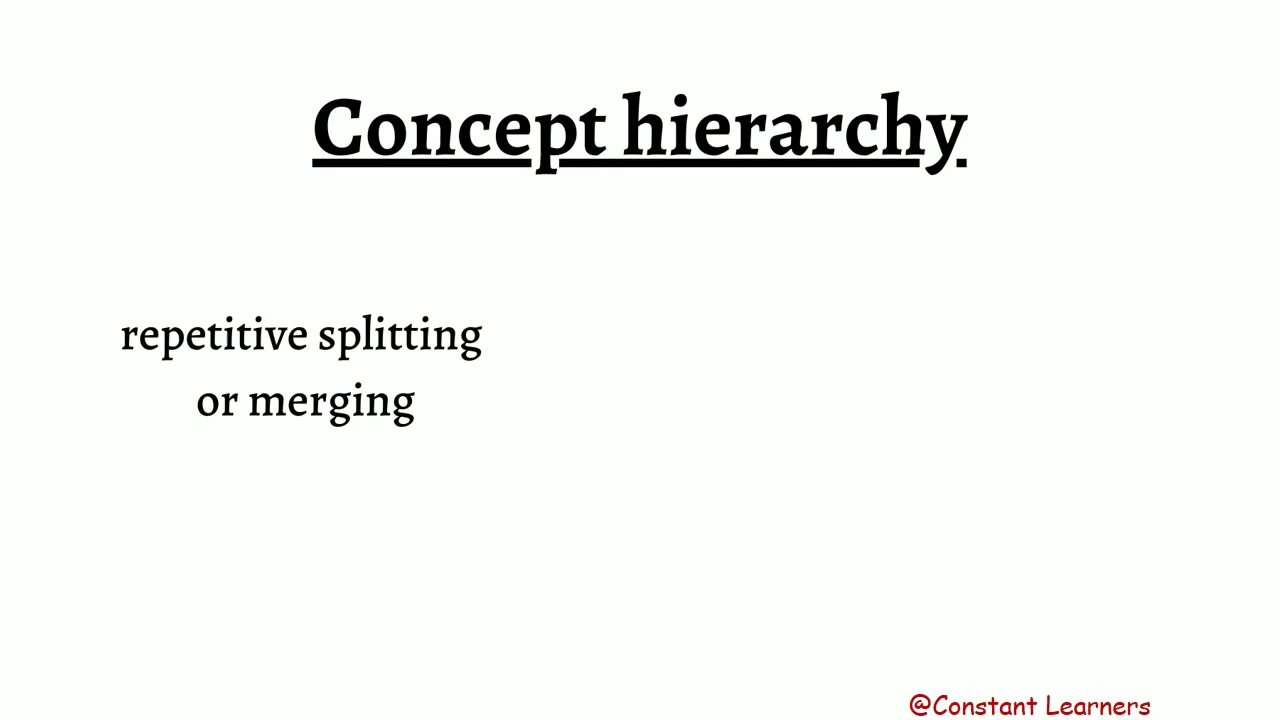 Concept hierarchy
repetitive splitting
or merging
@Constant Learners